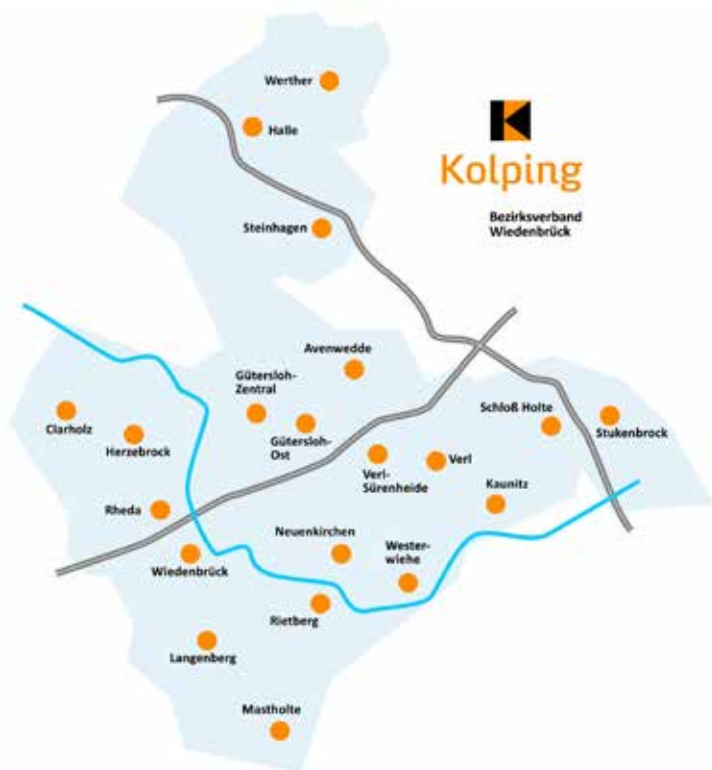 Werther
Halle
Kolping
Bezirksverband
Wiedenbrück
Steinhagen
Avenwedde
Gütersloh-
Zentral
Gütersloh-
Ost
Clarholz
Herzebrock
Schloß Holte
Stukenbrock
Verl-
Sürenheide
Verl
Kaunitz
Rheda
Wiedenbrück
Neuenkirchen
Wester-
wiehe
Rietberg
Langenberg
Mastholte